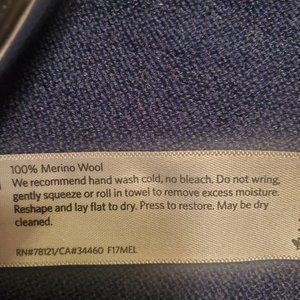 100% Merino Wool
We recommend hand wash cold, no bleach. Do not wring,
gently squeeze or roll in towel to remove excess moisture.
Reshape and lay flat to dry. Press to restore. May be dry
cleaned.
RN#78121/CA#34460 F17MEL